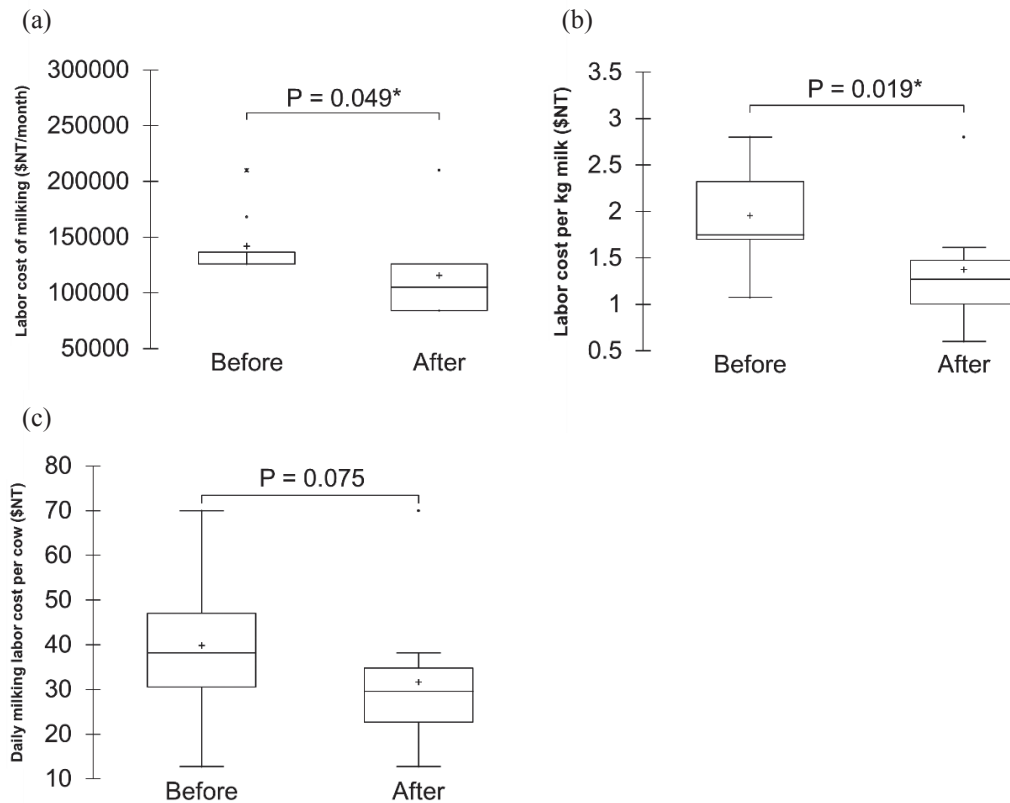 (a)
Labor cost of milking ($NT/month)
300000
250000
200000
150000
100000
50000
P = 0.049*
Before
After
(b)
Labor cost per kg milk ($NT)
3.5
3
2.5
2
1.5
1
0.5
P = 0.019*
Before
After
(c)
Daily milking labor cost per cow ($NT)
80
70
60
50
40
30
20
10
P = 0.075
Before
After